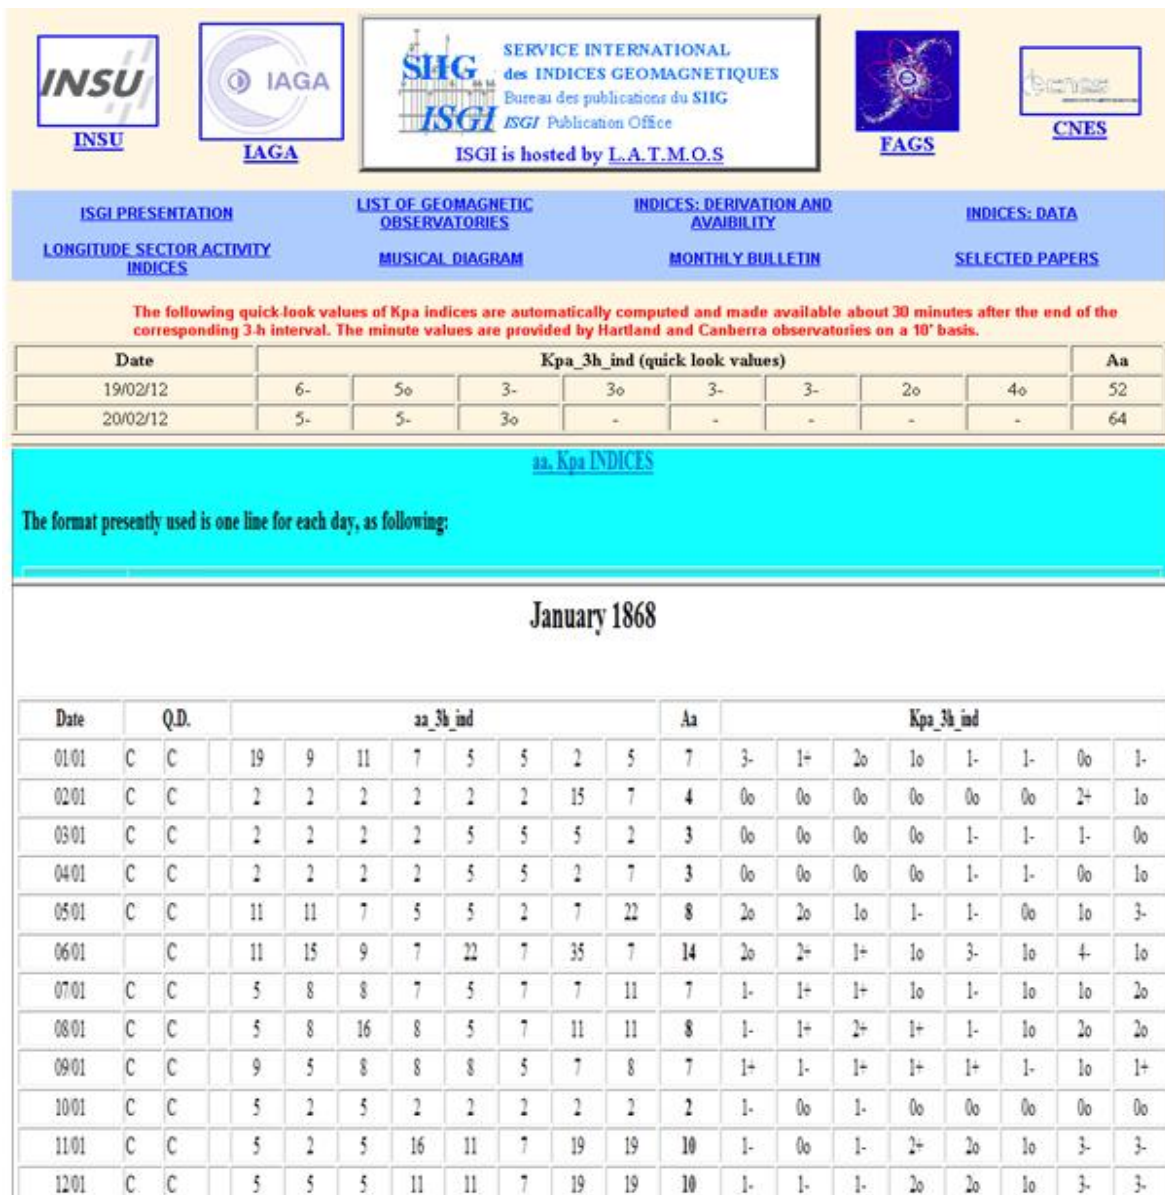 INSU
INSU
IAGA
IAGA
SIIG
ISGI
SERVICE INTERNATIONAL
des INDICES GEOMAGNETIQUES
Bureau des publications du SIIG
ISGI Publication Office
ISGI is hosted by L.A.T.M.O.S
FAGS
cnes
CNES
ISGI PRESENTATION
LIST OF GEOMAGNETIC OBSERVATORIES
INDICES: DERIVATION AND AVAIBILITY
INDICES: DATA
LONGITUDE SECTOR ACTIVITY INDICES
MUSICAL DIAGRAM
MONTHLY BULLETIN
SELECTED PAPERS
The following quick-look values of Kpa indices are automatically computed and made available about 30 minutes after the end of the
corresponding 3-h interval. The minute values are provided by Hartland and Canberra observatories on a 10' basis.
Date Kpa_3h_ind (quick look values) Aa
19/02/12 6- 5o 3- 3o 3- 3- 2o 4o 52
20/02/12 5- 5- 3o - - - - - 64
aa, Kpa INDICES
The format presently used is one line for each day, as following:
January 1868
Date Q.D. aa_3h_ind Aa Kpa_3h_ind
01/01 C C 19 9 11 7 5 5 2 5 7 3- 1+ 2o 1o 1- 1- 0o 1-
02/01 C C 2 2 2 2 2 2 15 7 4 0o 0o 0o 0o 0o 0o 2+ 1o
03/01 C C 2 2 2 2 5 5 5 2 3 0o 0o 0o 0o 1- 1- 1- 0o
04/01 C C 2 2 2 2 5 5 2 7 3 0o 0o 0o 0o 1- 1- 0o 1o
05/01 C C 11 11 7 5 5 2 7 22 8 2o 2o 1o 1- 1- 0o 1o 3-
06/01 C 11 15 9 7 22 7 35 7 14 2o 2+ 1+ 1o 3- 1o 4- 1o
07/01 C C 5 8 8 7 5 7 7 11 7 1- 1+ 1+ 1o 1- 1o 1o 2o
08/01 C C 5 8 16 8 5 7 11 11 8 1- 1+ 2+ 1+ 1- 1o 2o 2o
09/01 C C 9 5 8 8 8 5 7 8 7 1+ 1- 1+ 1+ 1+ 1- 1o 1+
10/01 C C 5 2 5 2 2 2 2 2 2 1- 0o 1- 0o 0o 0o 0o 0o
11/01 C C 5 2 5 16 11 7 19 19 10 1- 0o 1- 2+ 2o 1o 3- 3-
12/01 C C 5 5 5 11 11 7 19 19 10 1- 1- 1- 2o 2o 1o 3- 3-